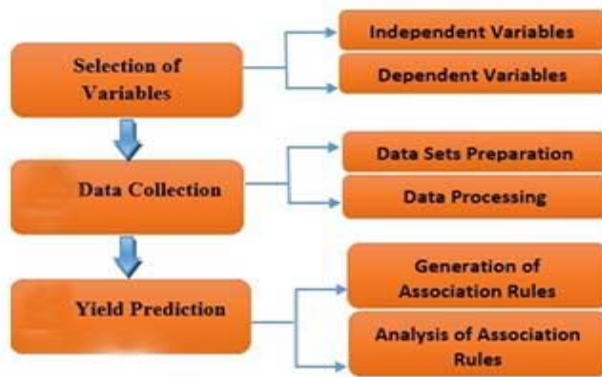 Selection of
Variables
Independent Variables
Dependent Variables
Data Collection
Data Sets Preparation
Data Processing
Yield Prediction
Generation of
Association Rules
Analysis of Association
Rules